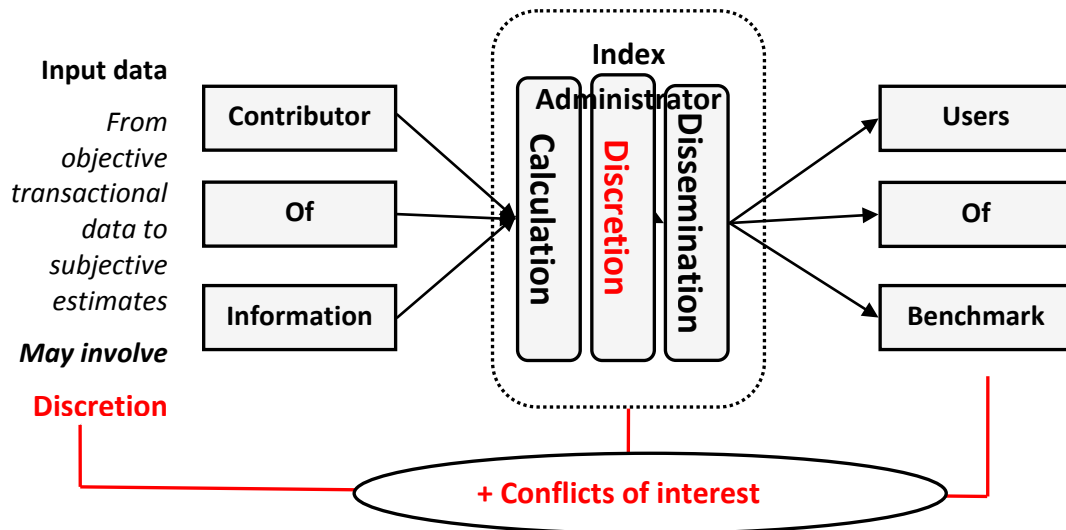 Input data
From
objective
transactional
data to
subjective
estimates
May involve
Discretion
Contributor
Of
Information
Index
Administrator
Calculation
Discretion
Dissemination
Users
Of
Benchmark
+ Conflicts of interest